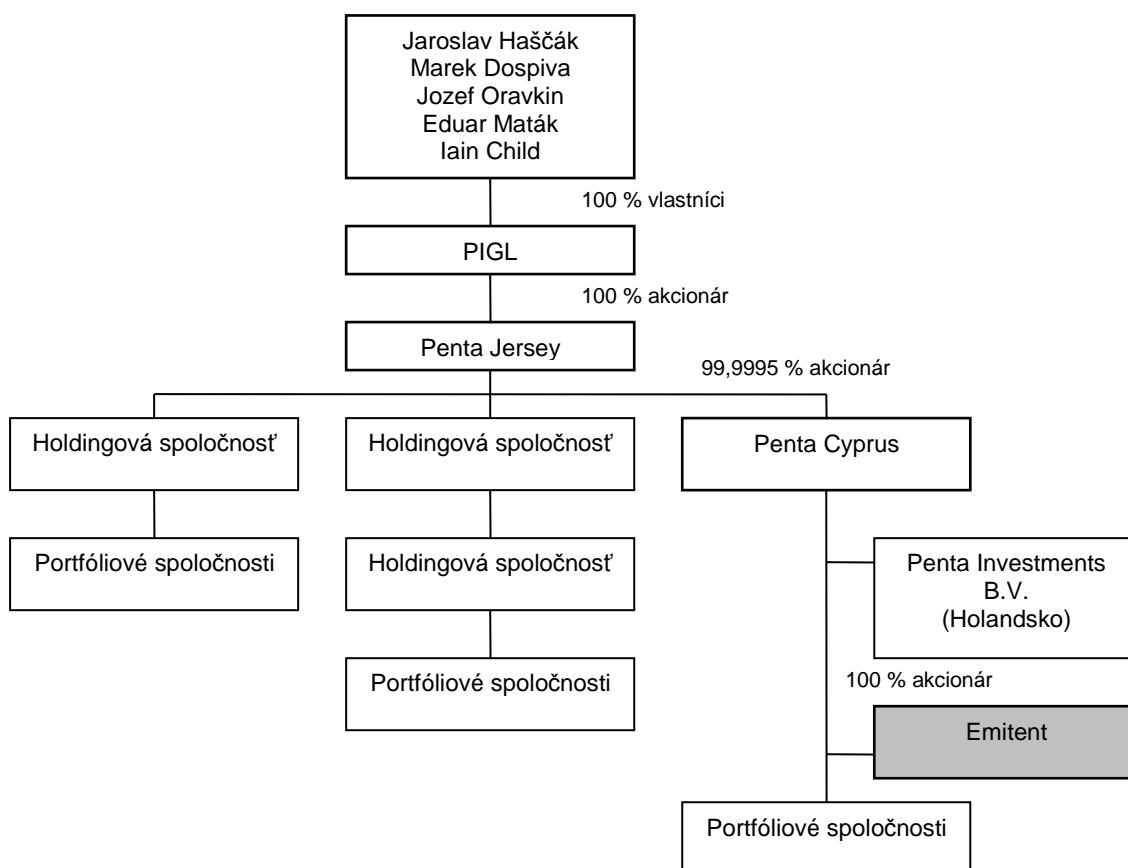 Jaroslav Haščák
Marek Dospiva
Jozef Oravkin
Eduar Maták
Iain Child
100 % vlastníci
PIGL
100 % akcionár
Penta Jersey
99,9995 % akcionár
Holdingová spoločnosť
Holdingová spoločnosť
Penta Cyprus
Portfóliové spoločnosti
Holdingová spoločnosť
Penta Investments
B.V.
(Holandsko)
Portfóliové spoločnosti
100 % akcionár
Emitent
Portfóliové spoločnosti